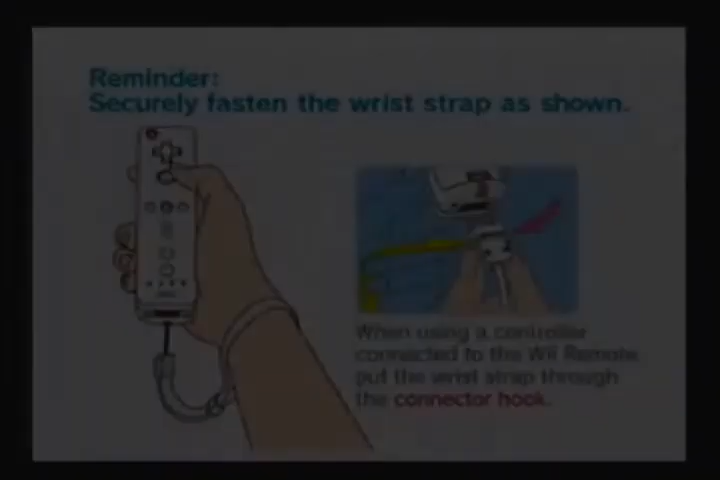 Reminder:
Securely fasten the wrist strap as shown.
When using a controller
connected to the Wii Remote,
put the wrist strap through
the connector hook.